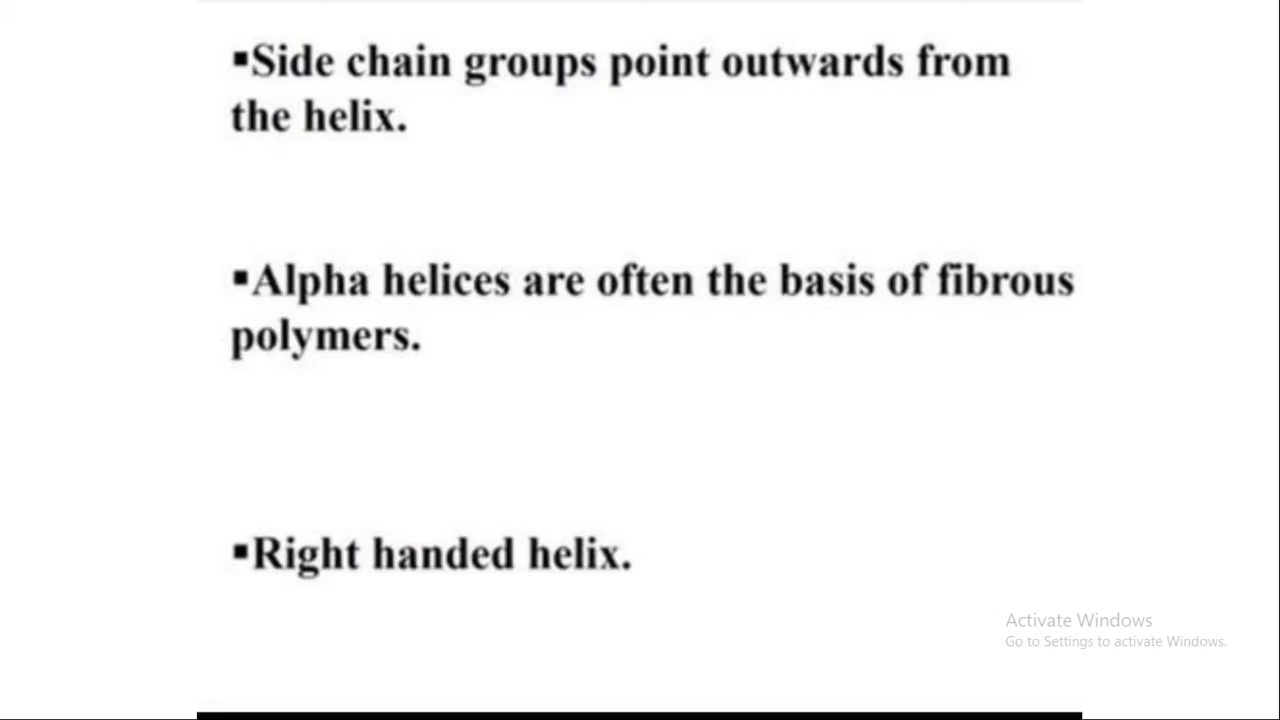 ▪Side chain groups point outwards from
the helix.
▪Alpha helices are often the basis of fibrous
polymers.
▪Right handed helix.
Activate Windows
Go to Settings to activate Windows.